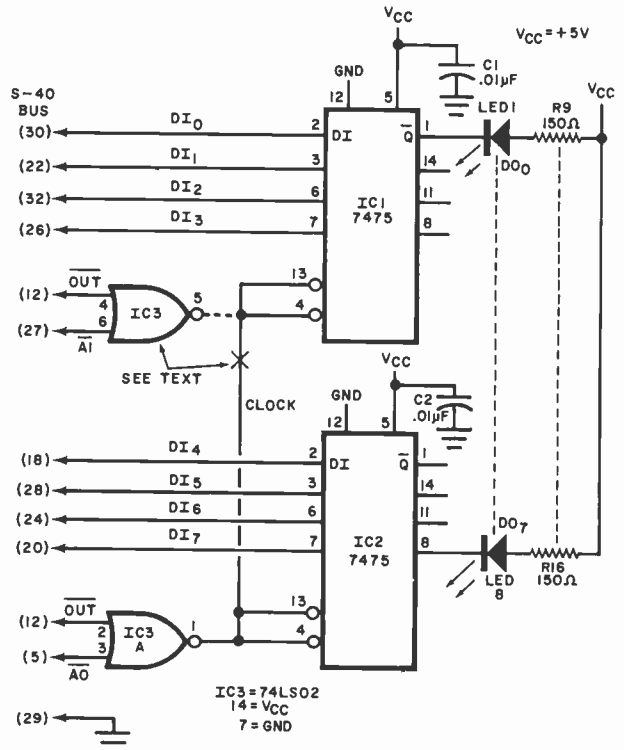 VCC
VCC = +5V
GND
C1
.01µF
VCC
S-40
BUS
12
5
LED1
R9
150Ω
(30)
DI0
2
DI
Q̅
1
DO0
(22)
DI1
3
14
(32)
DI2
6
IC1
7475
11
(26)
DI3
7
8
O̅U̅T̅
13
(12)
4
IC3
5
(27)
6
4
A̅1̅
SEE TEXT
CLOCK
VCC
GND
C2
.01µF
12
5
(18)
DI4
2
DI
Q̅
1
(28)
DI5
3
14
(24)
DI6
6
IC2
7475
11
DO7
(20)
DI7
7
8
LED
8
R16
150Ω
O̅U̅T̅
13
(12)
2
IC3
A
1
4
(5)
3
A̅0̅
IC3 = 74LS02
14 = VCC
7 = GND
(29)